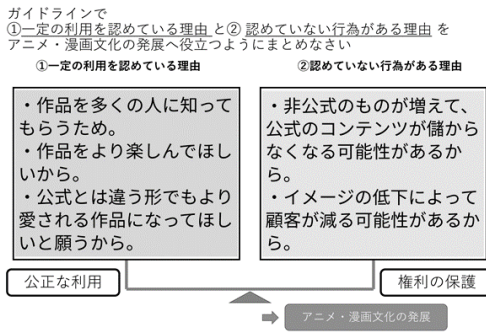 ガイドラインで
①一定の利用を認めている理由 と② 認めていない行為がある理由 を
アニメ・漫画文化の発展へ役立つようにまとめなさい
①一定の利用を認めている理由
・作品を多くの人に知って
もらうため。
・作品をより楽しんでほし
いから。
・公式とは違う形でもより
愛される作品になってほし
いと願うから。
②認めていない行為がある理由
・非公式のものが増えて、
公式のコンテンツが儲から
なくなる可能性があるか
ら。
・イメージの低下によって
顧客が減る可能性があるか
ら。
公正な利用
権利の保護
アニメ・漫画文化の発展